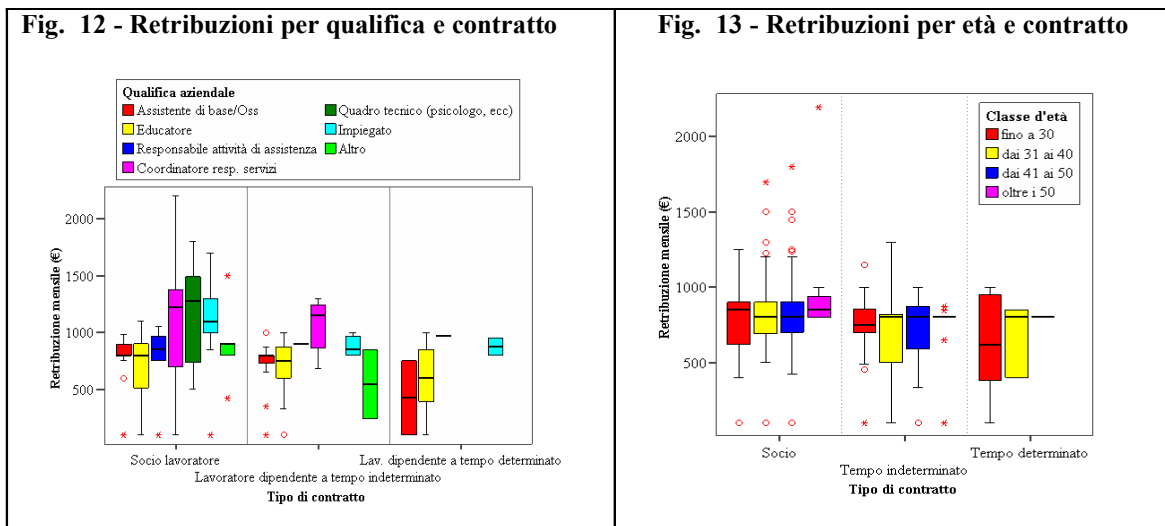 Fig. 12 - Retribuzioni per qualifica e contratto
Qualifica aziendale
Assistente di base/Oss
Educatore
Responsabile attività di assistenza
Coordinatore resp. servizi
Quadro tecnico (psicologo, ecc)
Impiegato
Altro
Retribuzione mensile (€)
2000
1500
1000
500
Socio lavoratore
Lavoratore dipendente a tempo indeterminato
Lav. dipendente a tempo determinato
Tipo di contratto
Fig. 13 - Retribuzioni per età e contratto
Classe d'età
fino a 30
dai 31 ai 40
dai 41 ai 50
oltre i 50
Retribuzione mensile (€)
2000
1500
1000
500
Socio
Tempo indeterminato
Tempo determinato
Tipo di contratto